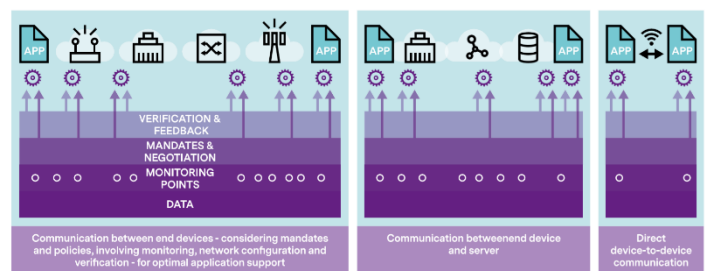 APP
APP
APP
APP
APP
APP
VERIFICATION &
FEEDBACK
MANDATES &
NEGOTIATION
MONITORING
POINTS
DATA
Communication between end devices - considering mandates
and policies, involving monitoring, network configuration and
verification - for optimal application support
Communication betweenend device
and server
Direct
device-to-device
communication